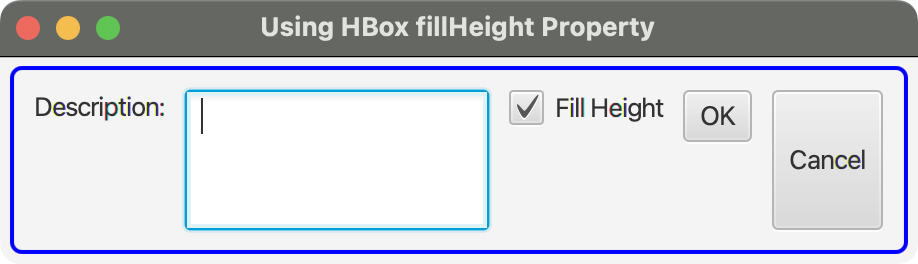 Using HBox fillHeight Property
Description:
Fill Height
OK
Cancel